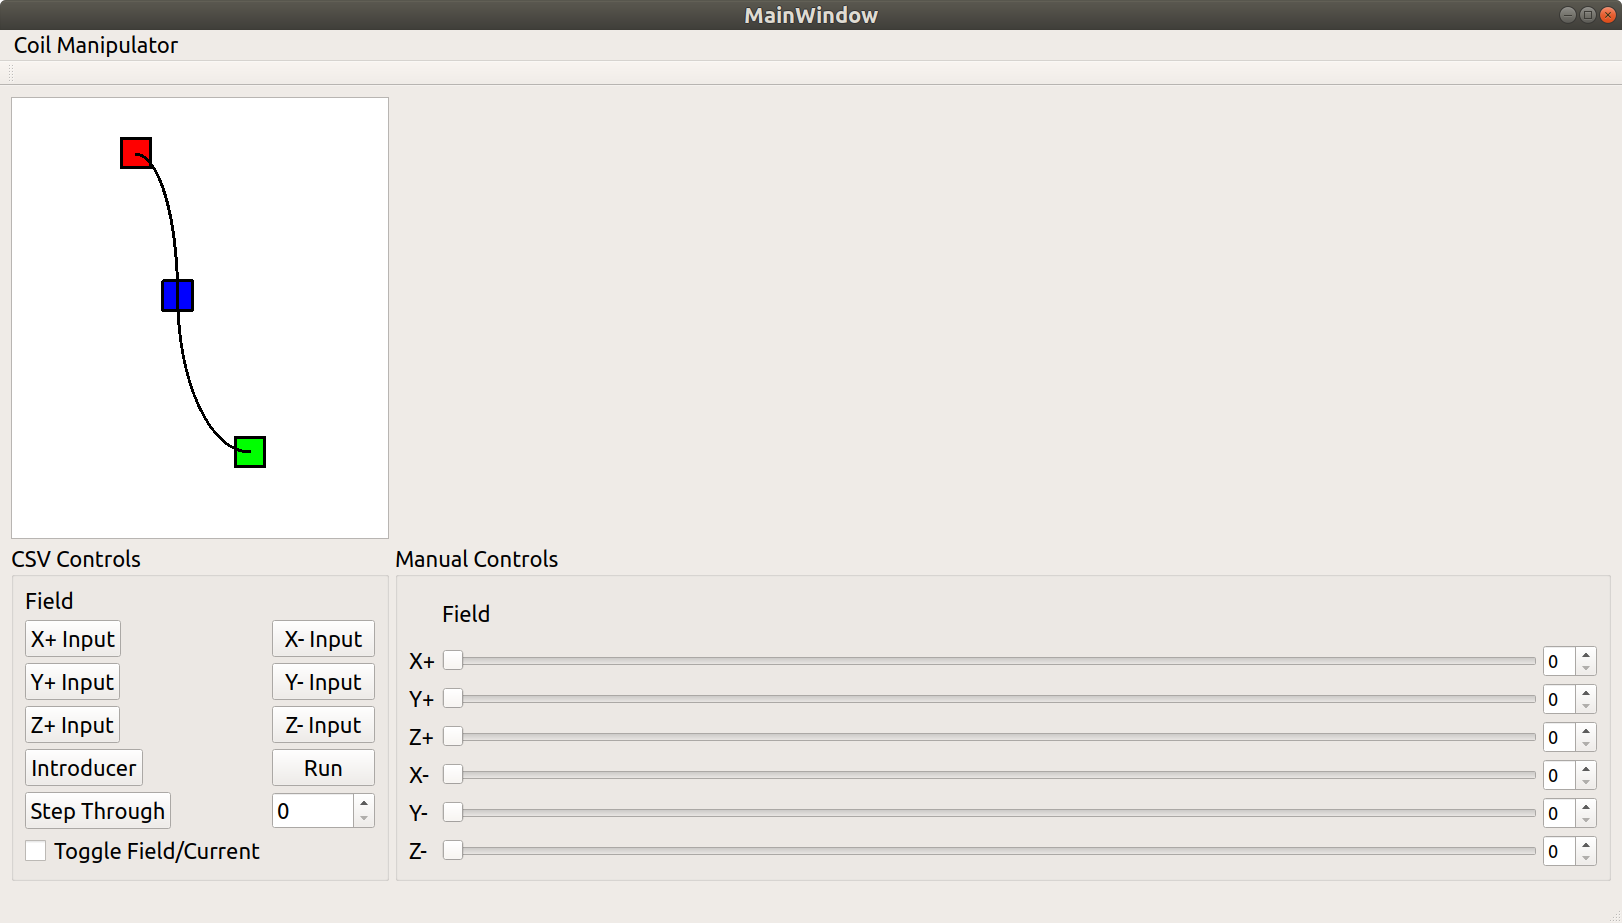 MainWindow
Coil Manipulator
CSV Controls
Field
X+ Input X- Input
Y+ Input Y- Input
Z+ Input Z- Input
Introducer Run
Step Through 0
Toggle Field/Current
Manual Controls
Field
X+ 0
Y+ 0
Z+ 0
X- 0
Y- 0
Z- 0